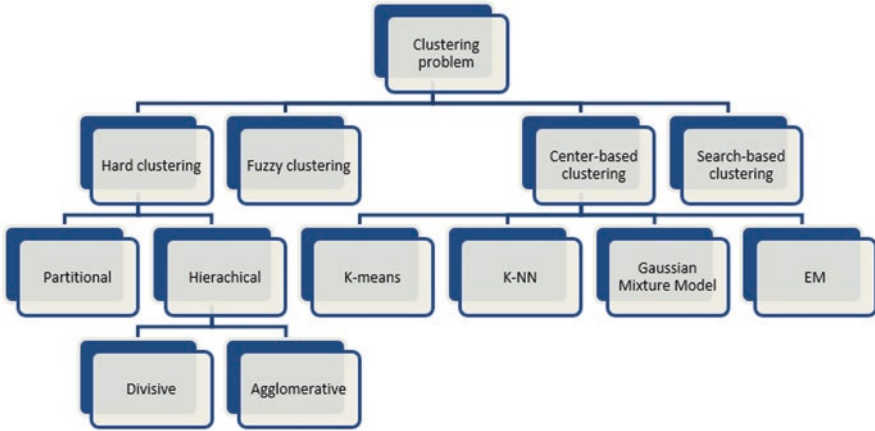 Clustering
problem
Hard clustering
Fuzzy clustering
Center-based
clustering
Search-based
clustering
Partitional
Hierachical
K-means
K-NN
Gaussian
Mixture Model
EM
Divisive
Agglomerative